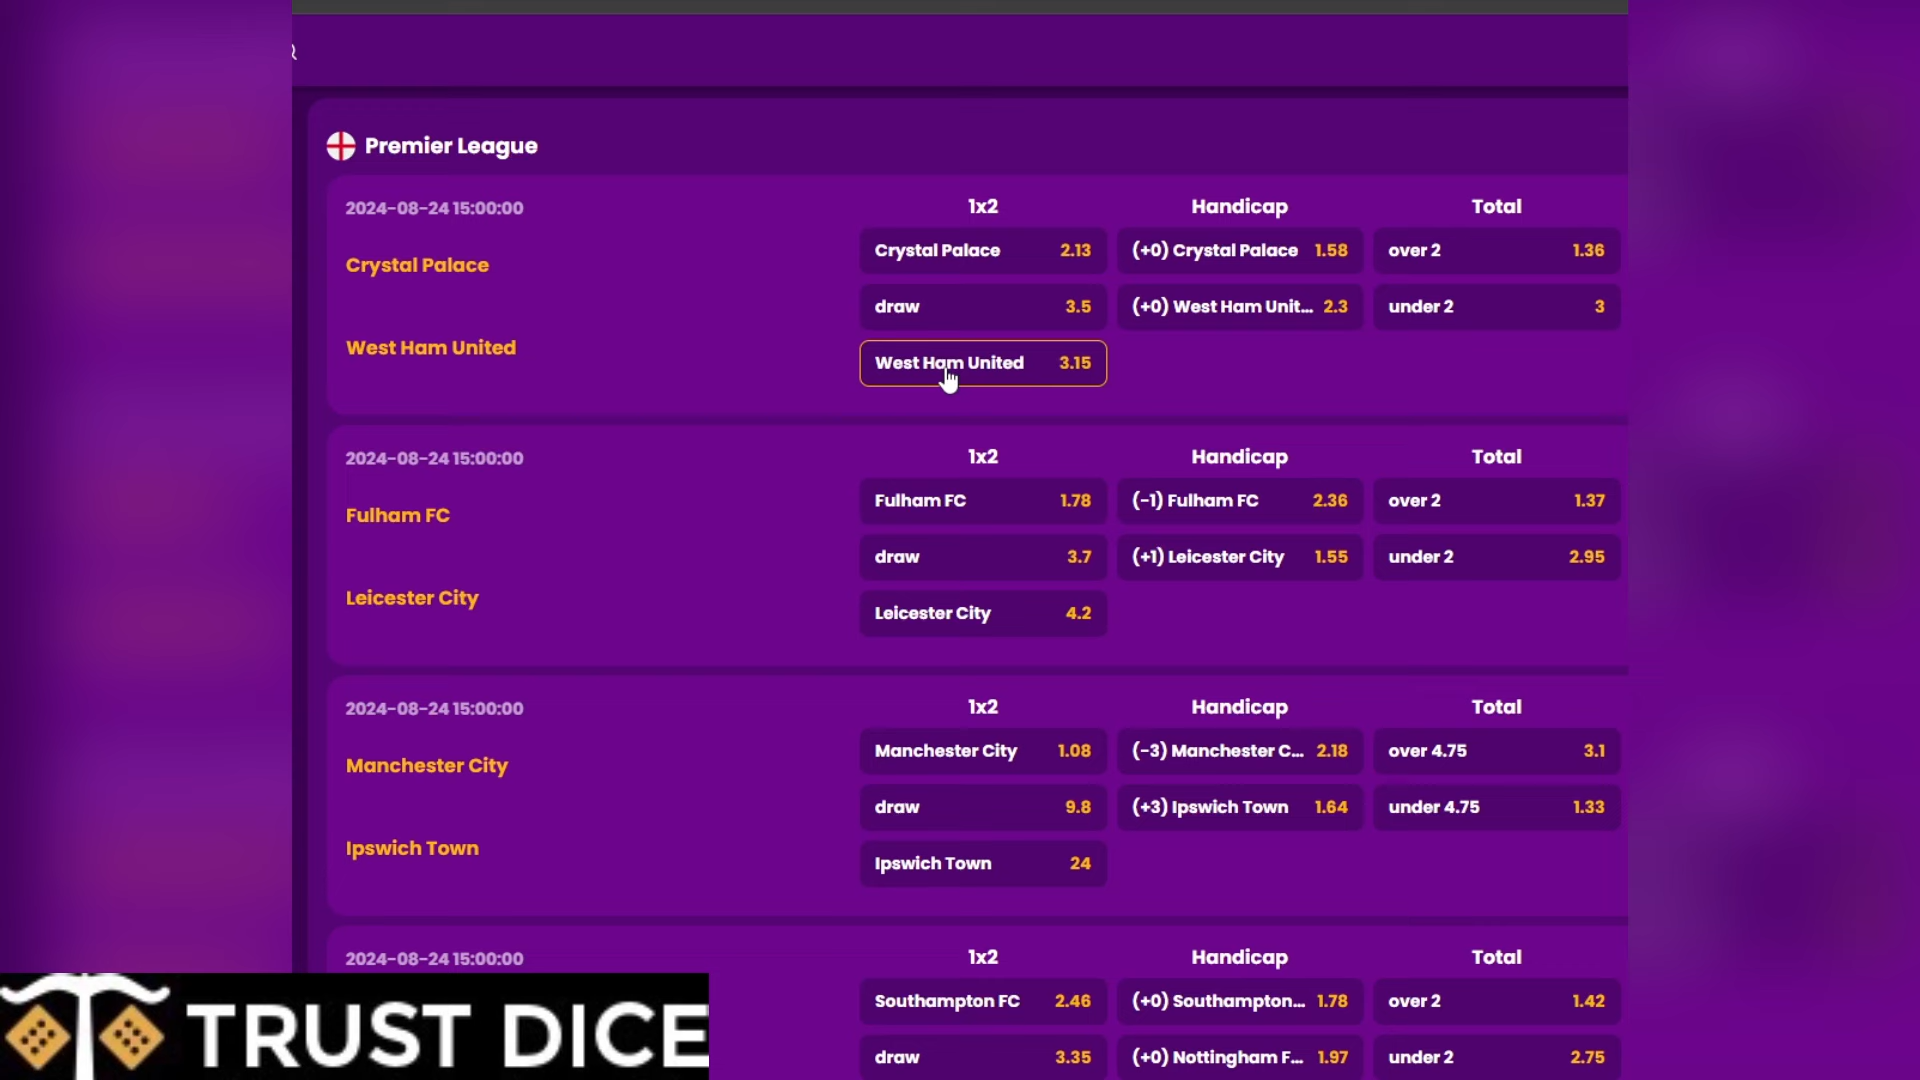 Premier League
2024-08-24 15:00:00 1x2 Handicap Total
Crystal Palace 2.13 (+0) Crystal Palace 1.58 over 2 1.36
Crystal Palace
draw 3.5 (+0) West Ham Unit... 2.3 under 2 3
West Ham United
West Ham United 3.15
2024-08-24 15:00:00 1x2 Handicap Total
Fulham FC 1.78 (-1) Fulham FC 2.36 over 2 1.37
Fulham FC
draw 3.7 (+1) Leicester City 1.55 under 2 2.95
Leicester City
Leicester City 4.2
2024-08-24 15:00:00 1x2 Handicap Total
Manchester City 1.08 (-3) Manchester C... 2.18 over 4.75 3.1
Manchester City
draw 9.8 (+3) Ipswich Town 1.64 under 4.75 1.33
Ipswich Town
Ipswich Town 24
2024-08-24 15:00:00 1x2 Handicap Total
Southampton FC 2.46 (+0) Southampton... 1.78 over 2 1.42
TRUST DICE
draw 3.35 (+0) Nottingham F... 1.97 under 2 2.75